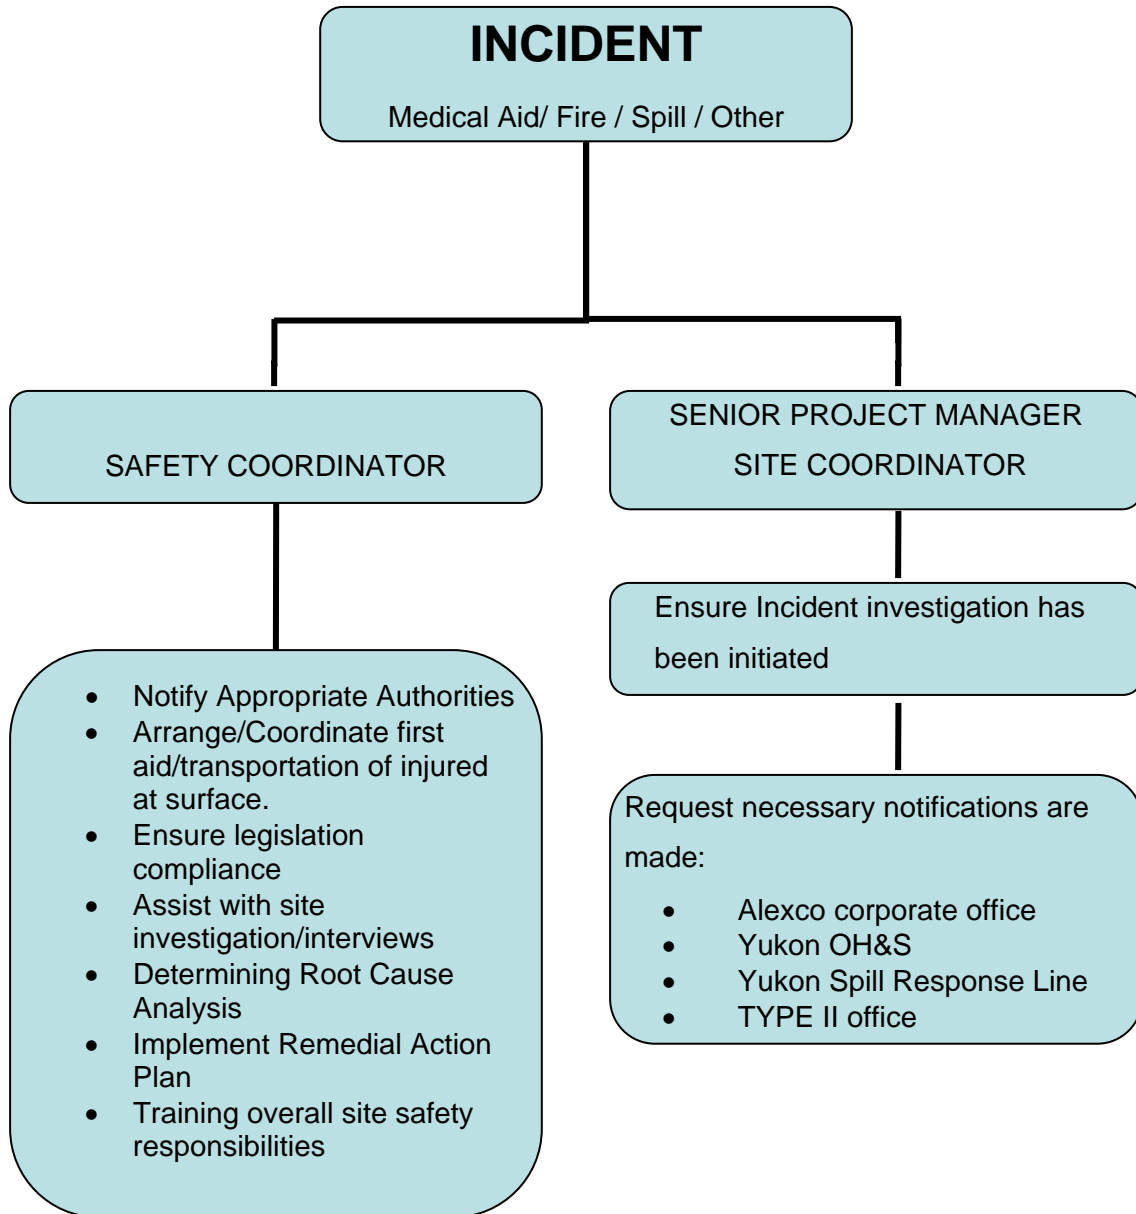 INCIDENT
Medical Aid/ Fire / Spill / Other
SAFETY COORDINATOR
SENIOR PROJECT MANAGER
SITE COORDINATOR
Ensure Incident investigation has
been initiated
• Notify Appropriate Authorities
• Arrange/Coordinate first
aid/transportation of injured
at surface.
• Ensure legislation
compliance
• Assist with site
investigation/interviews
• Determining Root Cause
Analysis
• Implement Remedial Action
Plan
• Training overall site safety
responsibilities
Request necessary notifications are
made:
• Alexco corporate office
• Yukon OH&S
• Yukon Spill Response Line
• TYPE II office